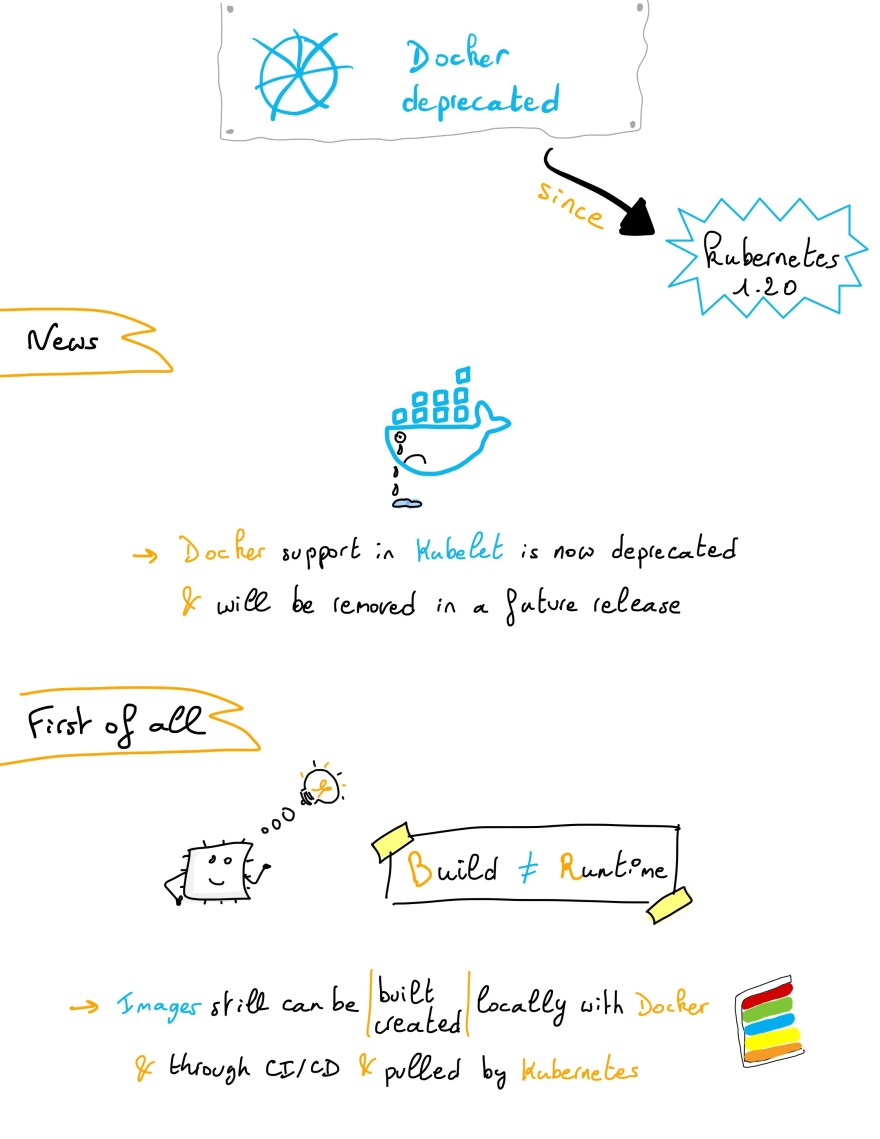 Docker
deprecated
since
Kubernetes
1.20
News
→ Docker support in Kubelet is now deprecated
& will be removed in a future release
First of all
Build ≠ Runtime
→ Images still can be | built created | locally with Docker
& through CI/CD & pulled by Kubernetes